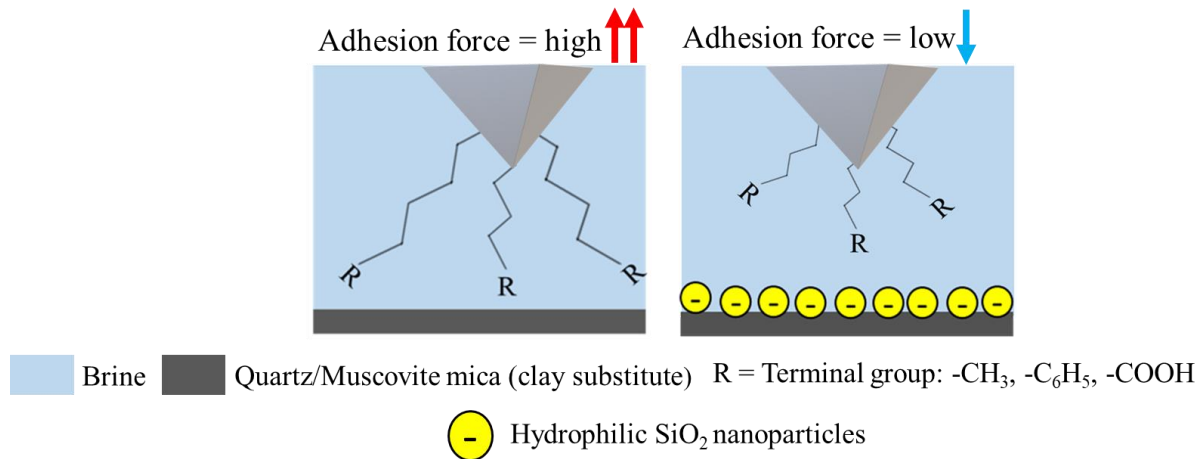 Adhesion force = high
Adhesion force = low
R
R
R
R
R
R
- - - - - - - - -
Brine
Quartz/Muscovite mica (clay substitute)
R = Terminal group: -CH₃, -C₆H₅, -COOH
-
Hydrophilic SiO₂ nanoparticles